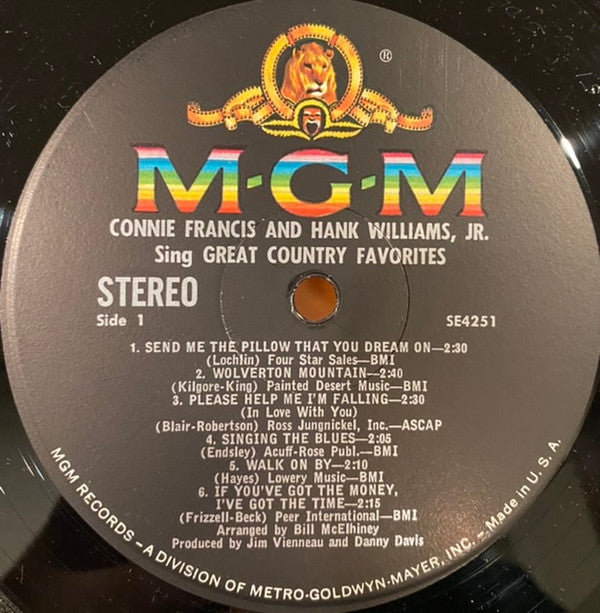 ®
M·G·M
CONNIE FRANCIS AND HANK WILLIAMS, JR.
Sing GREAT COUNTRY FAVORITES
STEREO
Side 1
SE4251
1. SEND ME THE PILLOW THAT YOU DREAM ON—2:30
(Lochlin) Four Star Sales—BMI
2. WOLVERTON MOUNTAIN—2:40
(Kilgore-King) Painted Desert Music—BMI
3. PLEASE HELP ME I'M FALLING—2:30
(In Love With You)
(Blair-Robertson) Ross Jungnickel, Inc.—ASCAP
4. SINGING THE BLUES—2:05
(Endsley) Acuff-Rose Publ.—BMI
5. WALK ON BY—2:10
(Hayes) Lowery Music—BMI
6. IF YOU'VE GOT THE MONEY,
I'VE GOT THE TIME—2:15
(Frizzell-Beck) Peer International—BMI
Arranged by Bill McElhiney
Produced by Jim Vienneau and Danny Davis
MGM RECORDS – A DIVISION OF METRO-GOLDWYN-MAYER, INC. – Made in U. S. A.